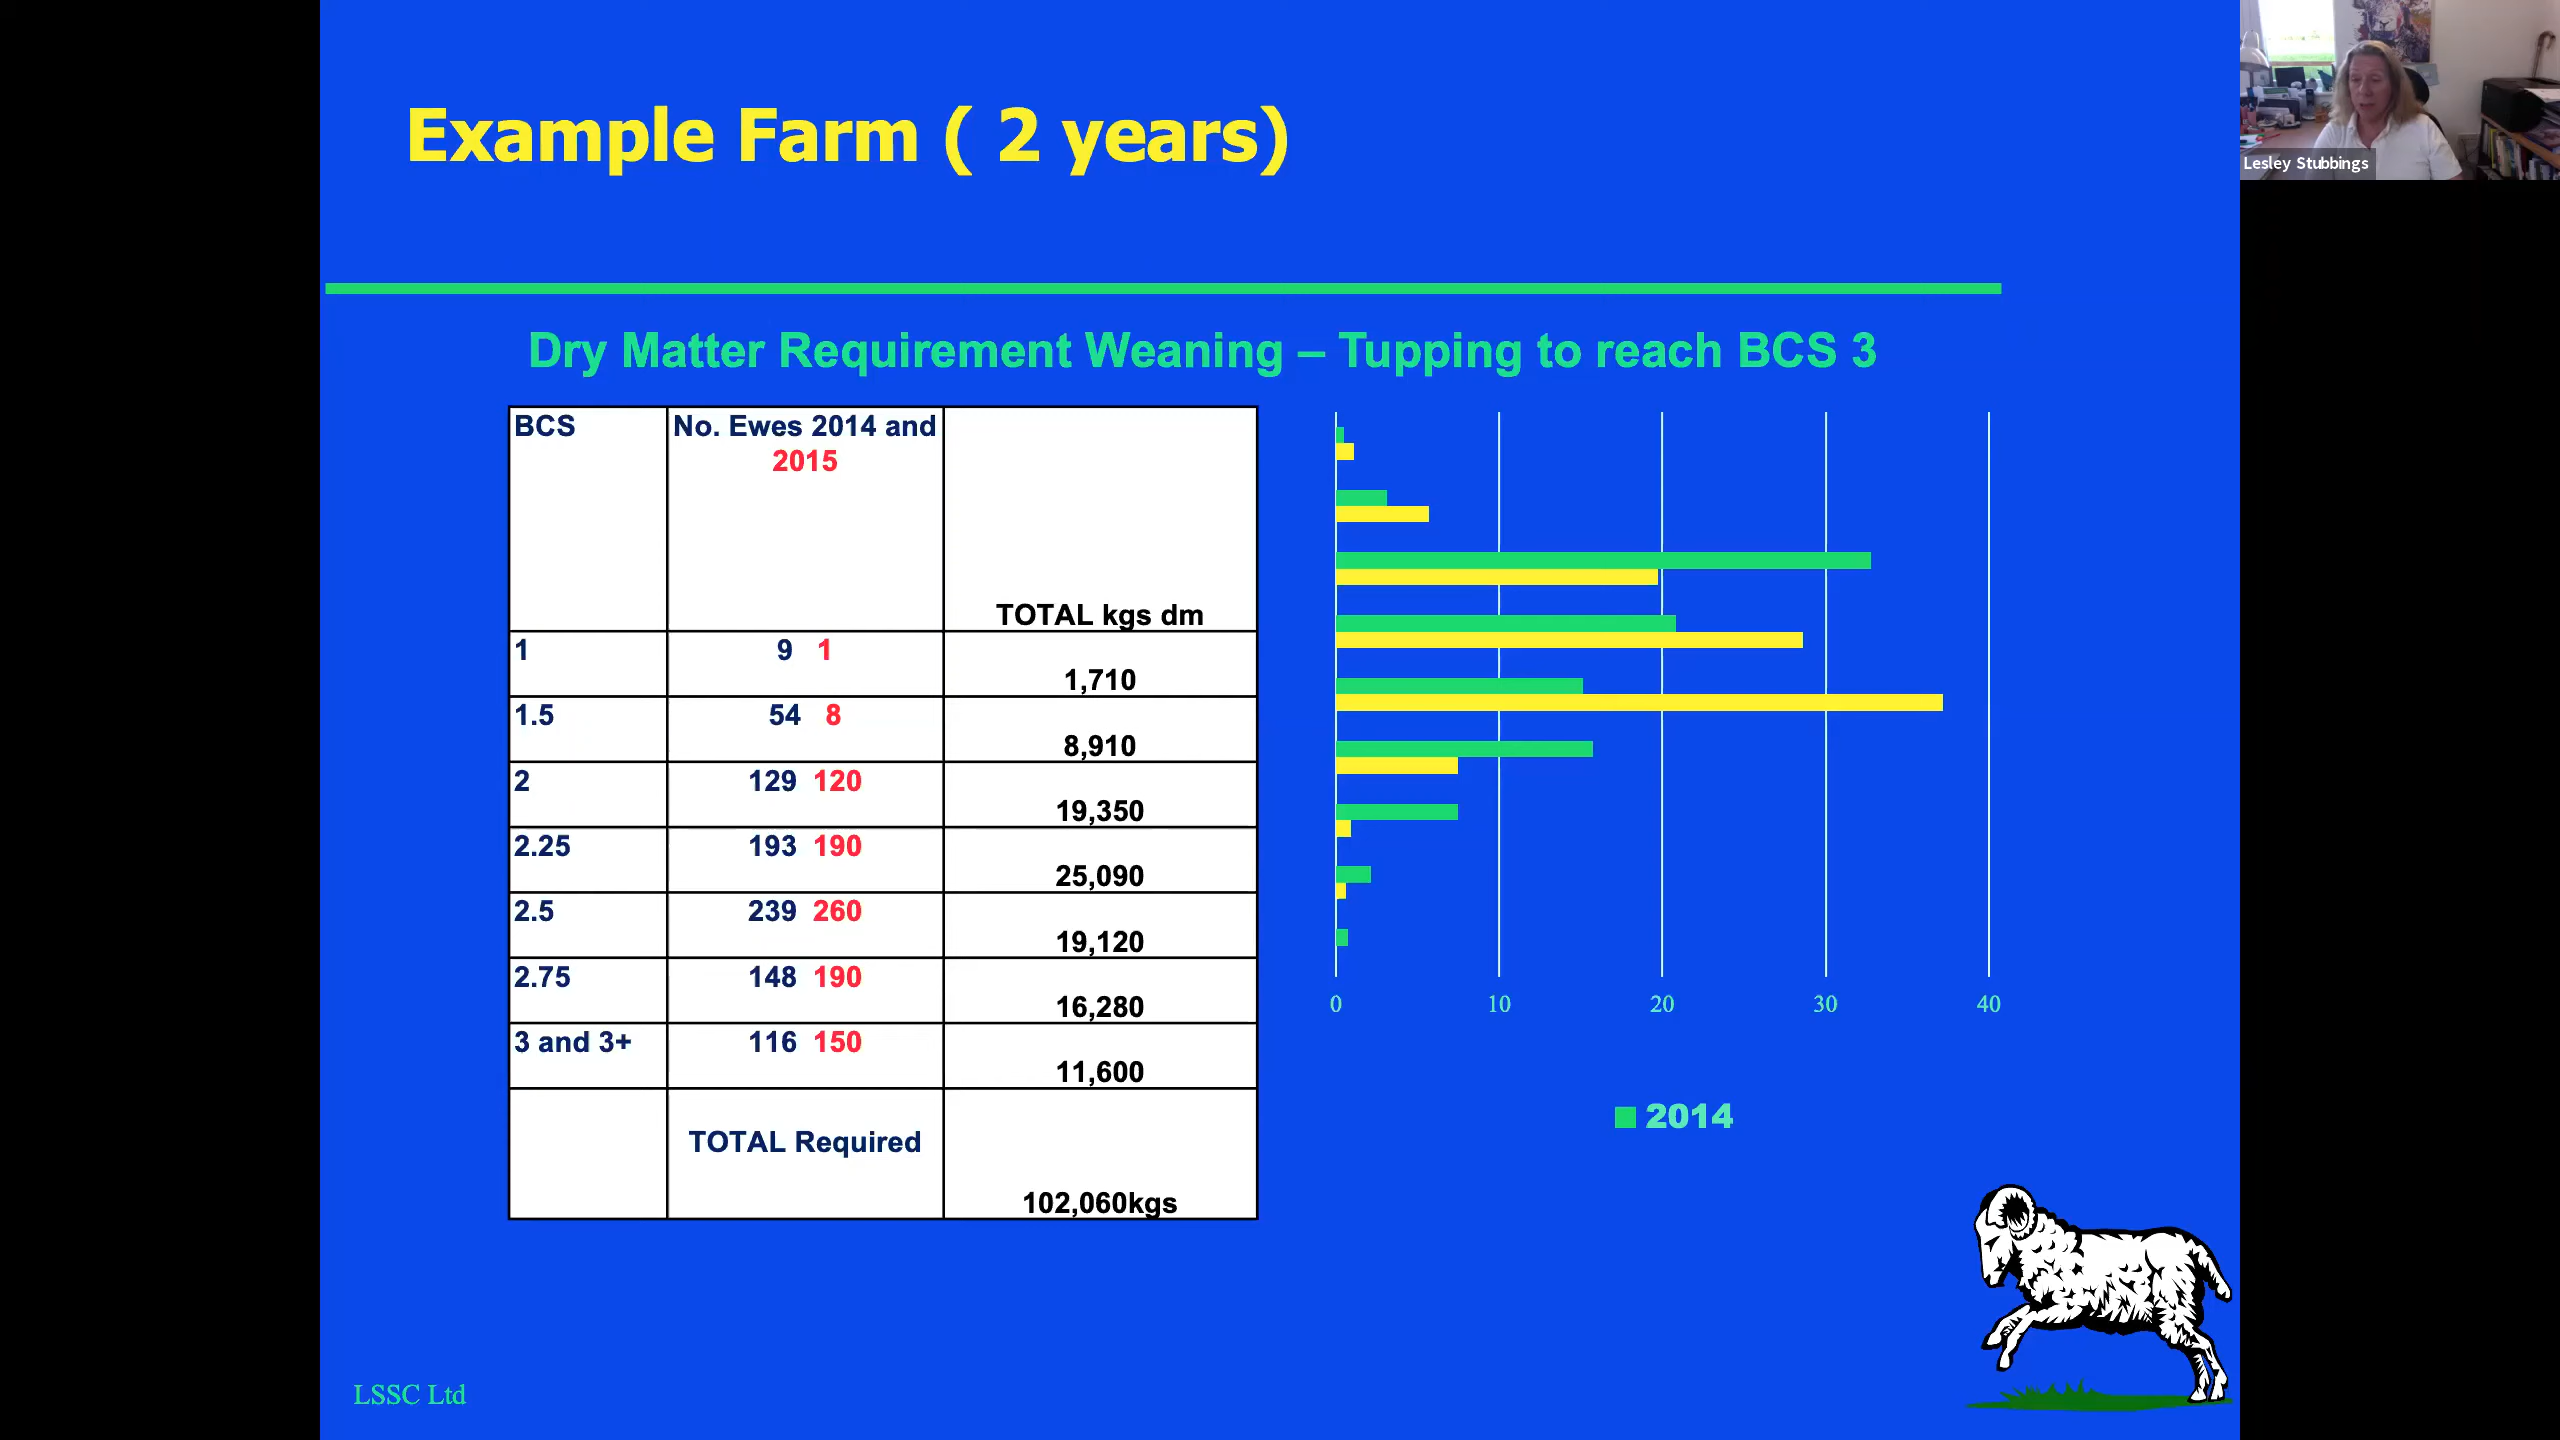 Example Farm ( 2 years)
Lesley Stubbings
Dry Matter Requirement Weaning – Tupping to reach BCS 3
BCS
No. Ewes 2014 and
2015
TOTAL kgs dm
1 9 1 1,710
1.5 54 8 8,910
2 129 120 19,350
2.25 193 190 25,090
2.5 239 260 19,120
2.75 148 190 16,280
3 and 3+ 116 150 11,600
TOTAL Required
102,060kgs
0 10 20 30 40
2014
LSSC Ltd